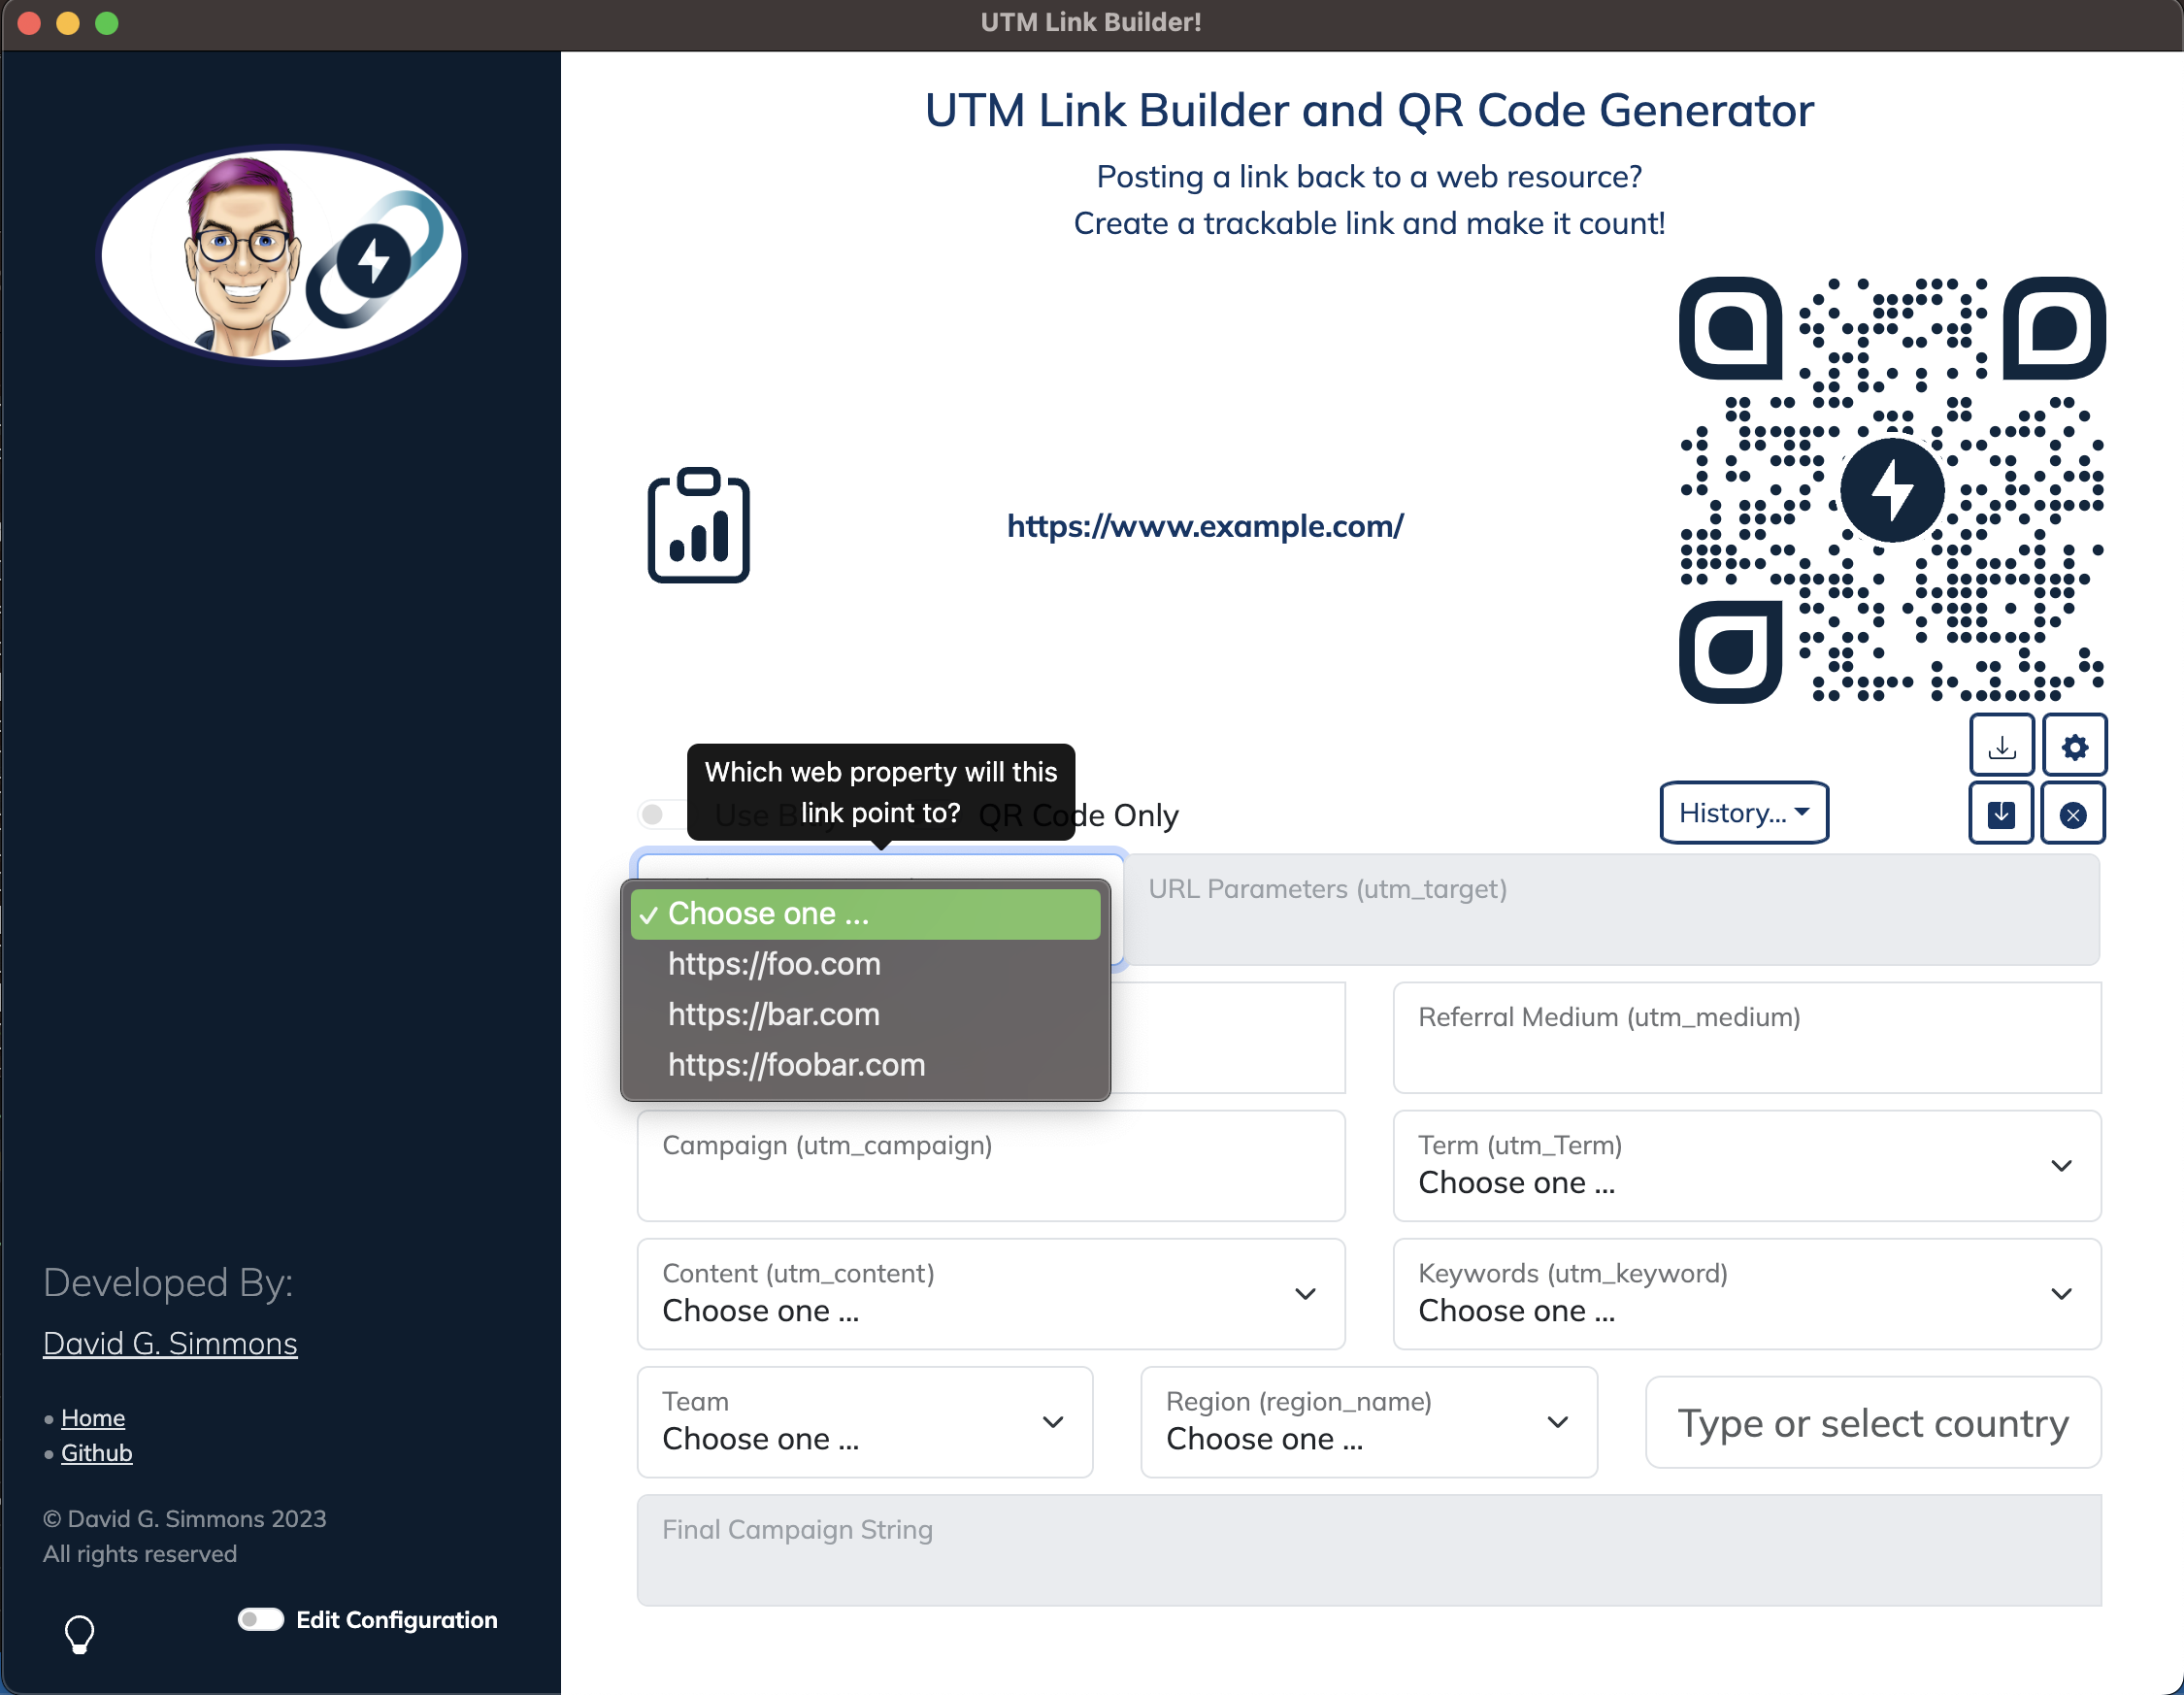 UTM Link Builder!
UTM Link Builder and QR Code Generator
Posting a link back to a web resource?
Create a trackable link and make it count!
https://www.example.com/
Which web property will this
link point to?
Use
QR Code Only
History...
Choose one ...
https://foo.com
https://bar.com
https://foobar.com
URL Parameters (utm_target)
Referral Medium (utm_medium)
Campaign (utm_campaign)
Term (utm_Term)
Choose one ...
Content (utm_content)
Choose one ...
Keywords (utm_keyword)
Choose one ...
Team
Choose one ...
Region (region_name)
Choose one ...
Type or select country
Final Campaign String
Developed By:
David G. Simmons
Home
Github
© David G. Simmons 2023
All rights reserved
Edit Configuration